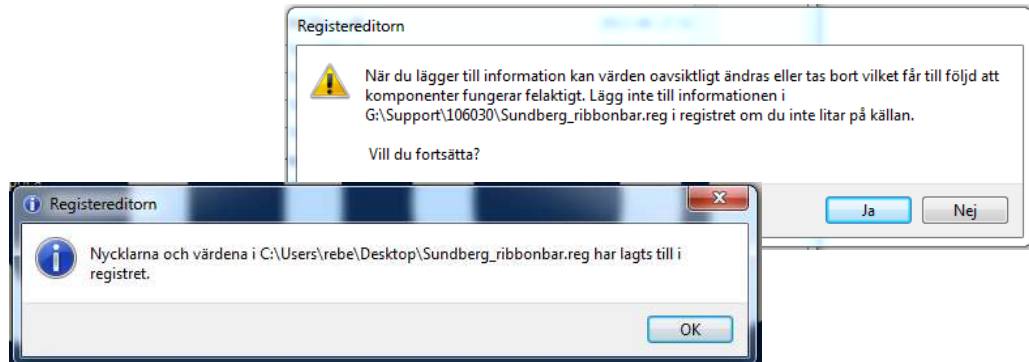 Registereditorn
När du lägger till information kan värden oavsiktligt ändras eller tas bort vilket får till följd att
komponenter fungerar felaktigt. Lägg inte till informationen i
G:\Support\106030\Sundberg_ribbonbar.reg i registret om du inte litar på källan.
Vill du fortsätta?
Ja
Nej
Registereditorn
Nycklarna och värdena i C:\Users\rebe\Desktop\Sundberg_ribbonbar.reg har lagts till i
registret.
OK